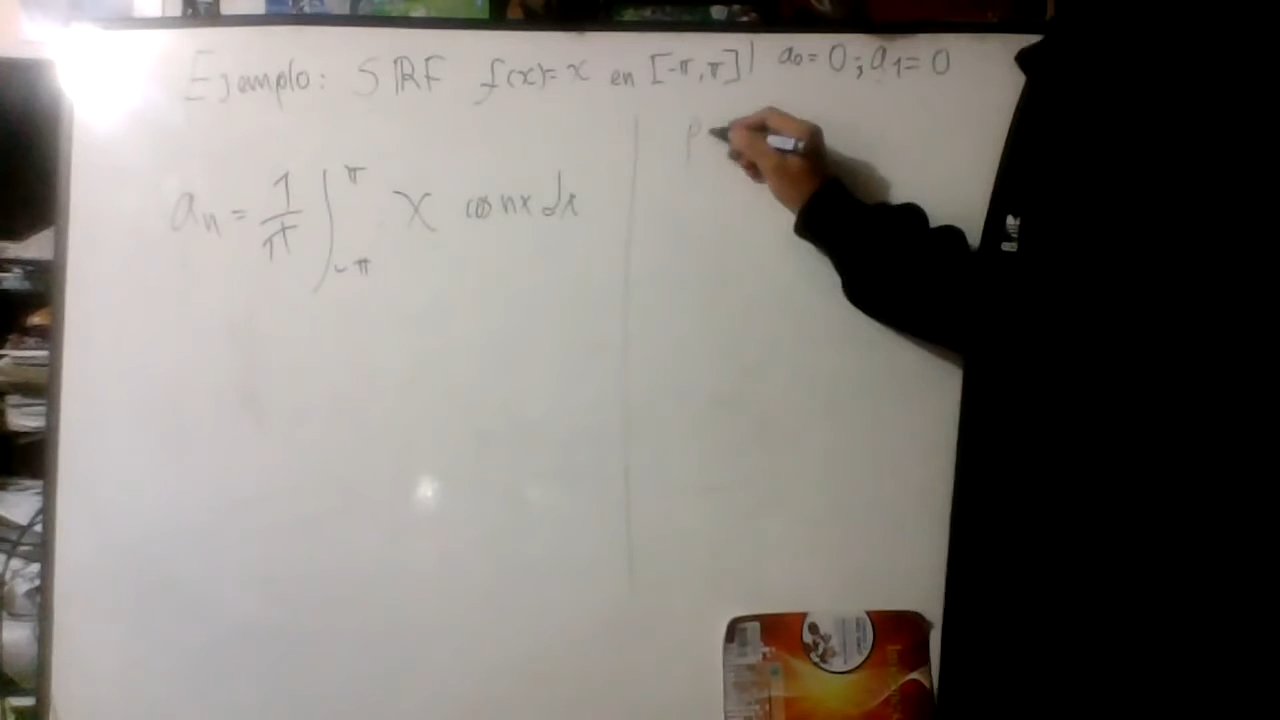 Ejemplo: SRF f(x)=x en [-π,π] | a₀=0; a₁=0
aₙ = 1/π ∫_{-π}^{π} x cos nx dx
P